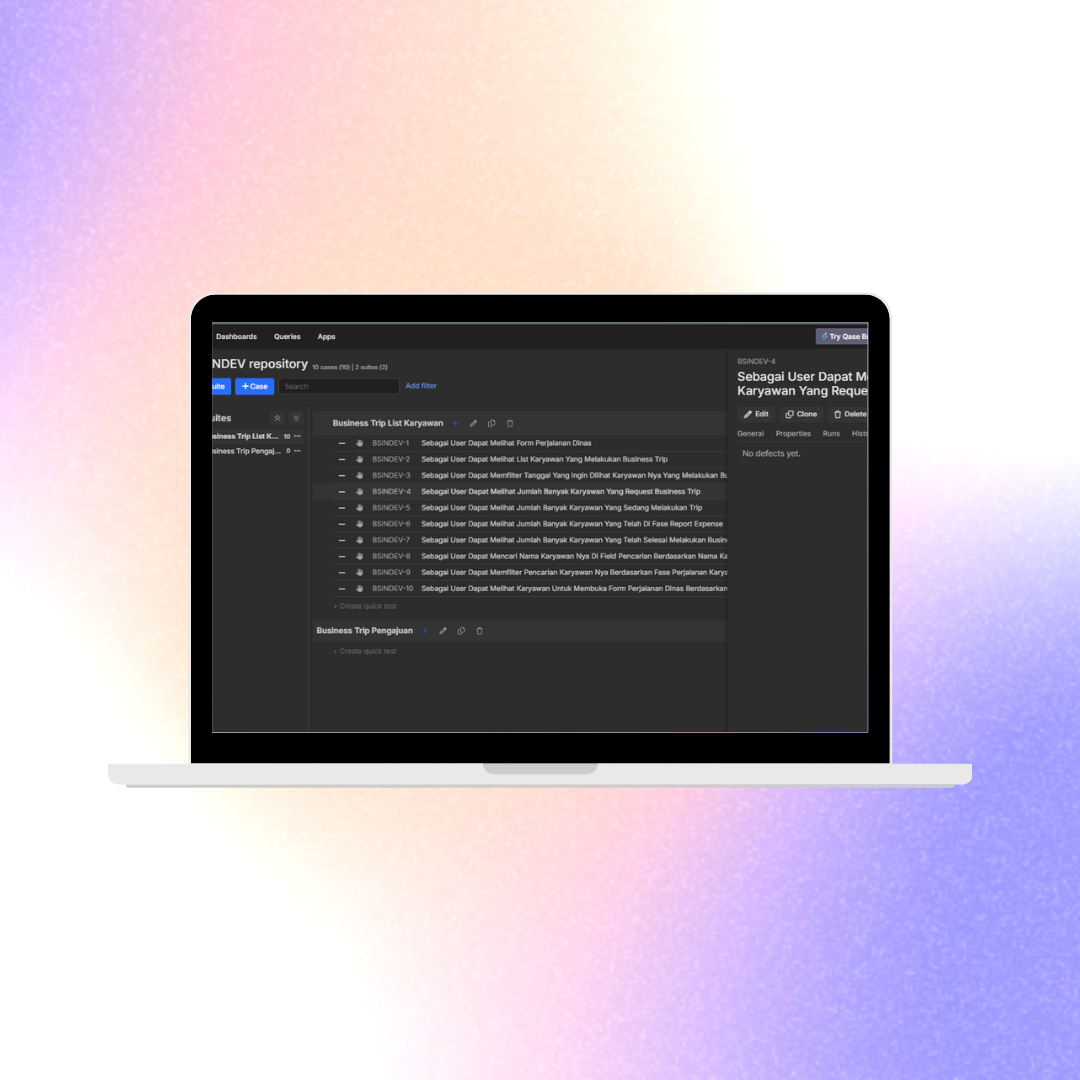 Dashboards Queries Apps
Try Qase B
NDEV repository 10 cases (10) | 2 suites (2)
uite + Case Search Add filter
uites
usiness Trip List K... 10
usiness Trip Pengaj... 0
Business Trip List Karyawan
BSINDEV-1 Sebagai User Dapat Melihat Form Perjalanan Dinas
BSINDEV-2 Sebagai User Dapat Melihat List Karyawan Yang Melakukan Business Trip
BSINDEV-3 Sebagai User Dapat Memfilter Tanggal Yang Ingin Dilihat Karyawan Nya Yang Melakukan Bu
BSINDEV-4 Sebagai User Dapat Melihat Jumlah Banyak Karyawan Yang Request Business Trip
BSINDEV-5 Sebagai User Dapat Melihat Jumlah Banyak Karyawan Yang Sedang Melakukan Trip
BSINDEV-6 Sebagai User Dapat Melihat Jumlah Banyak Karyawan Yang Telah Di Fase Report Expense
BSINDEV-7 Sebagai User Dapat Melihat Jumlah Banyak Karyawan Yang Telah Selesai Melakukan Busin
BSINDEV-8 Sebagai User Dapat Mencari Nama Karyawan Nya Di Field Pencarian Berdasarkan Nama Ka
BSINDEV-9 Sebagai User Dapat Memfilter Pencarian Karyawan Nya Berdasarkan Fase Perjalanan Karya
BSINDEV-10 Sebagai User Dapat Melihat Karyawan Untuk Membuka Form Perjalanan Dinas Berdasarkan
+ Create quick test
Business Trip Pengajuan
+ Create quick test
BSINDEV-4
Sebagai User Dapat M
Karyawan Yang Reque
Edit Clone Delete
General Properties Runs Histo
No defects yet.